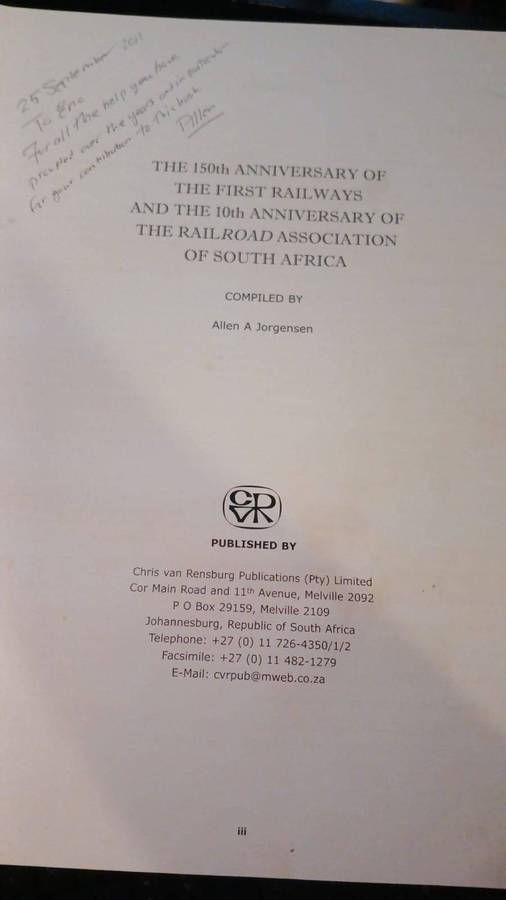 25 September 2011
To Eric
For all the help you have
provided over the years and in particular
for your contribution to this book
Allen
THE 150th ANNIVERSARY OF
THE FIRST RAILWAYS
AND THE 10th ANNIVERSARY OF
THE RAILROAD ASSOCIATION
OF SOUTH AFRICA
COMPILED BY
Allen A Jorgensen
CVR
PUBLISHED BY
Chris van Rensburg Publications (Pty) Limited
Cor Main Road and 11th Avenue, Melville 2092
P O Box 29159, Melville 2109
Johannesburg, Republic of South Africa
Telephone: +27 (0) 11 726-4350/1/2
Facsimile: +27 (0) 11 482-1279
E-Mail: cvrpub@mweb.co.za
iii